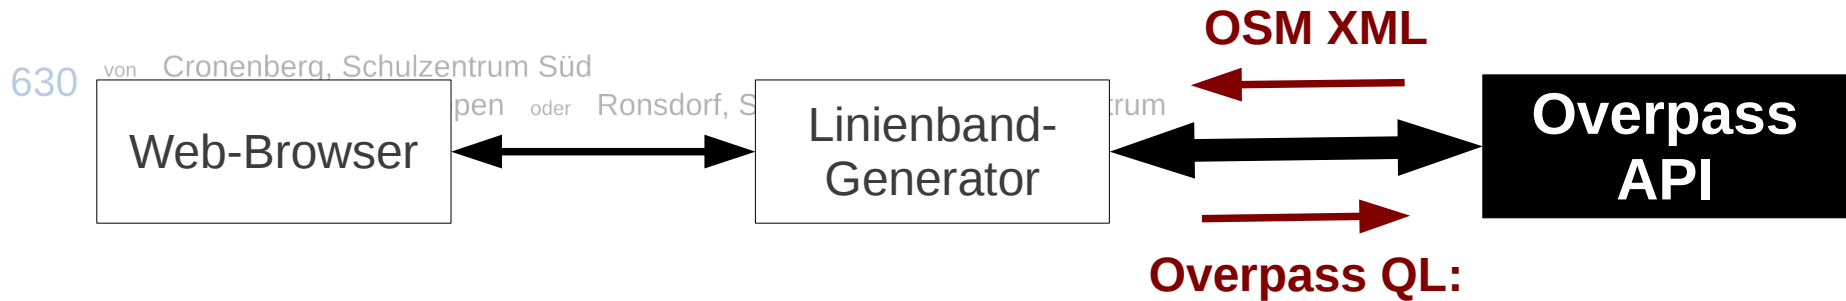 OSM XML
630 von Cronenberg, Schulzentrum Süd
pen oder Ronsdorf, S trum
Web-Browser
Linienband-
Generator
Overpass
API
Overpass QL: